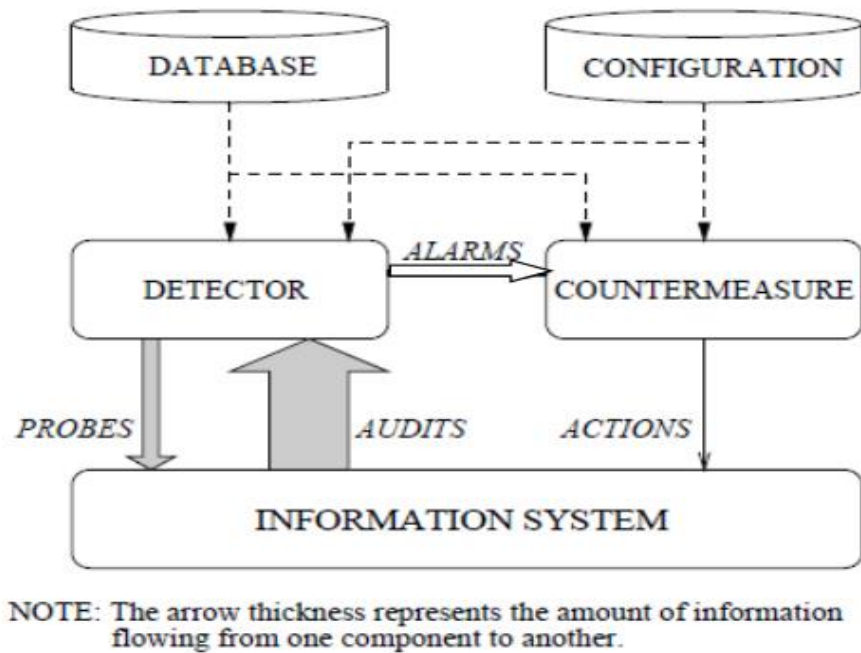 DATABASE
CONFIGURATION
ALARMS
DETECTOR
COUNTERMEASURE
PROBES
AUDITS
ACTIONS
INFORMATION SYSTEM
NOTE: The arrow thickness represents the amount of information
flowing from one component to another.